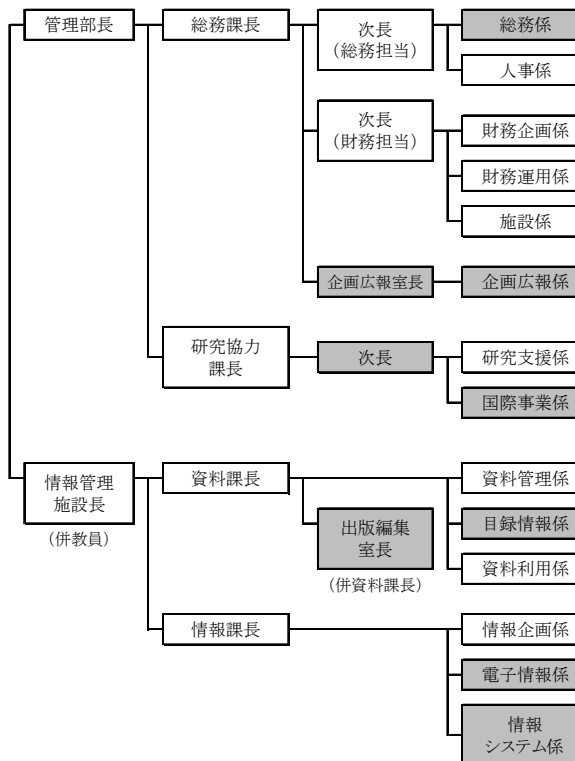 管理部長
総務課長
次長
（総務担当）
総務係
人事係
次長
（財務担当）
財務企画係
財務運用係
施設係
企画広報室長
企画広報係
研究協力
課長
次長
研究支援係
国際事業係
情報管理
施設長
（併教員）
資料課長
資料管理係
出版編集
室長
（併資料課長）
目録情報係
資料利用係
情報課長
情報企画係
電子情報係
情報
システム係